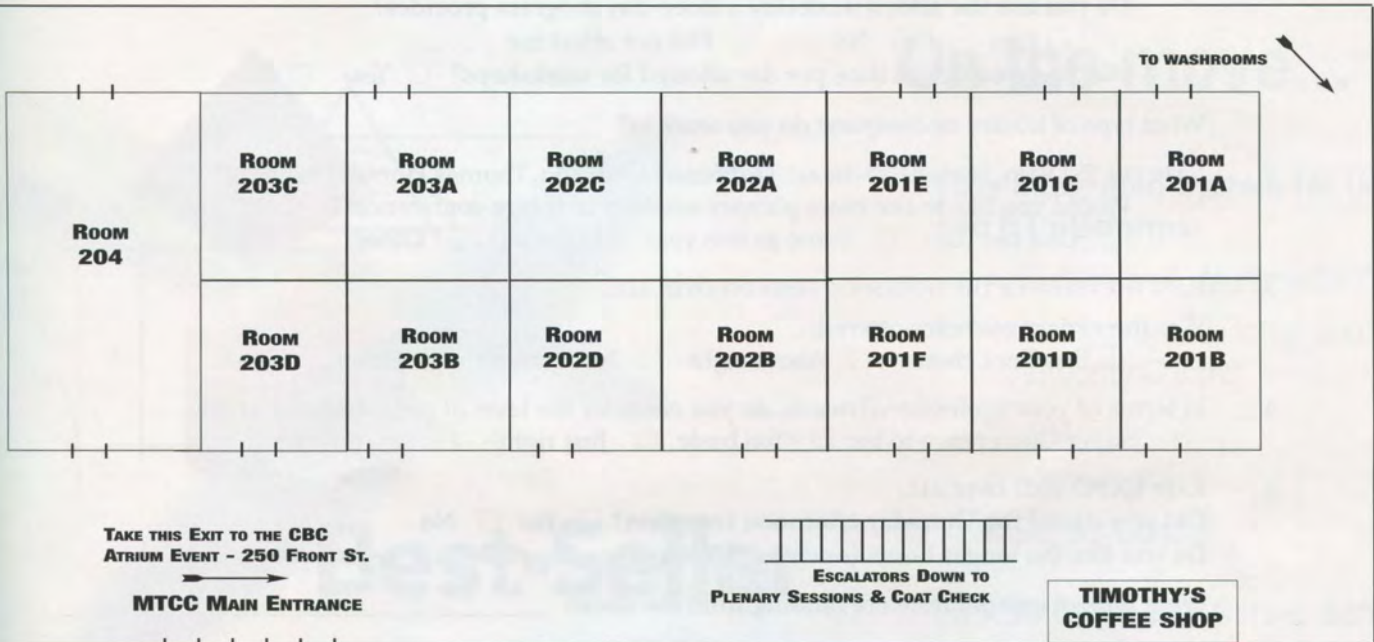 TO WASHROOMS
ROOM 203C
ROOM 203A
ROOM 202C
ROOM 202A
ROOM 201E
ROOM 201C
ROOM 201A
ROOM 204
ROOM 203D
ROOM 203B
ROOM 202D
ROOM 202B
ROOM 201F
ROOM 201D
ROOM 201B
TAKE THIS EXIT TO THE CBC
ATRIUM EVENT - 250 FRONT ST.
MTCC MAIN ENTRANCE
ESCALATORS DOWN TO
PLENARY SESSIONS & COAT CHECK
TIMOTHY'S
COFFEE SHOP